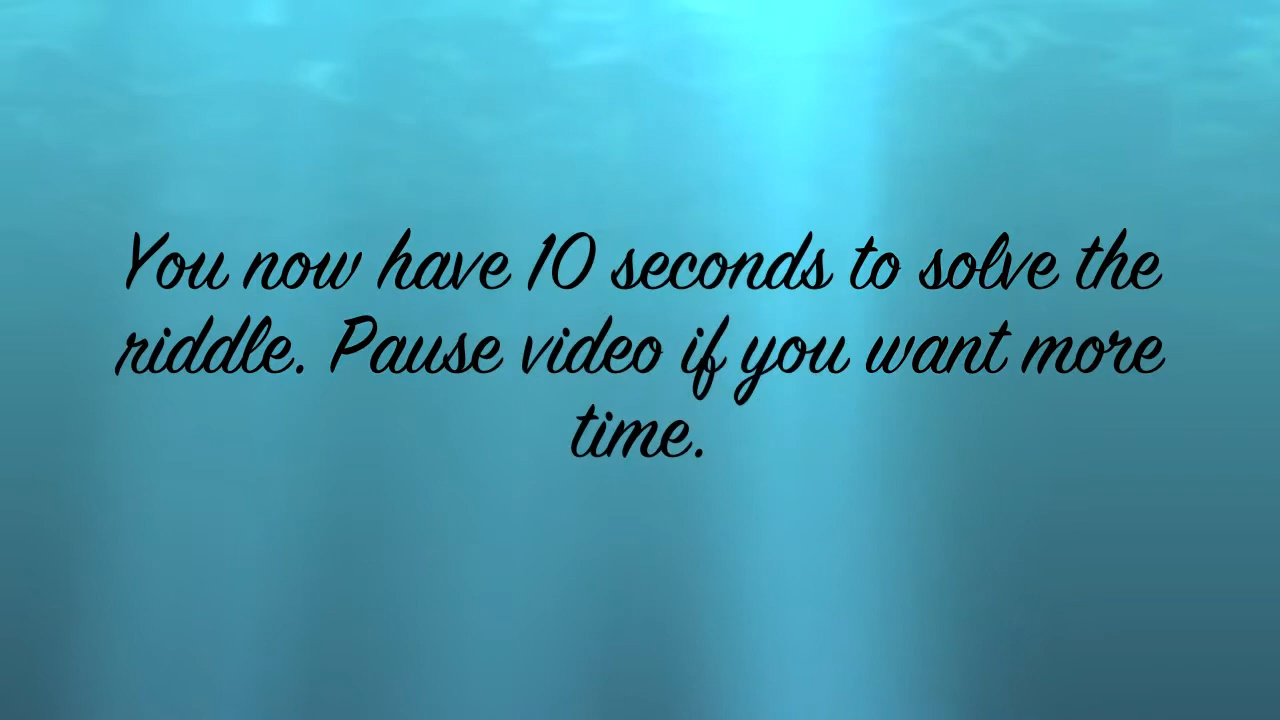 You now have 10 seconds to solve the
riddle. Pause video if you want more
time.